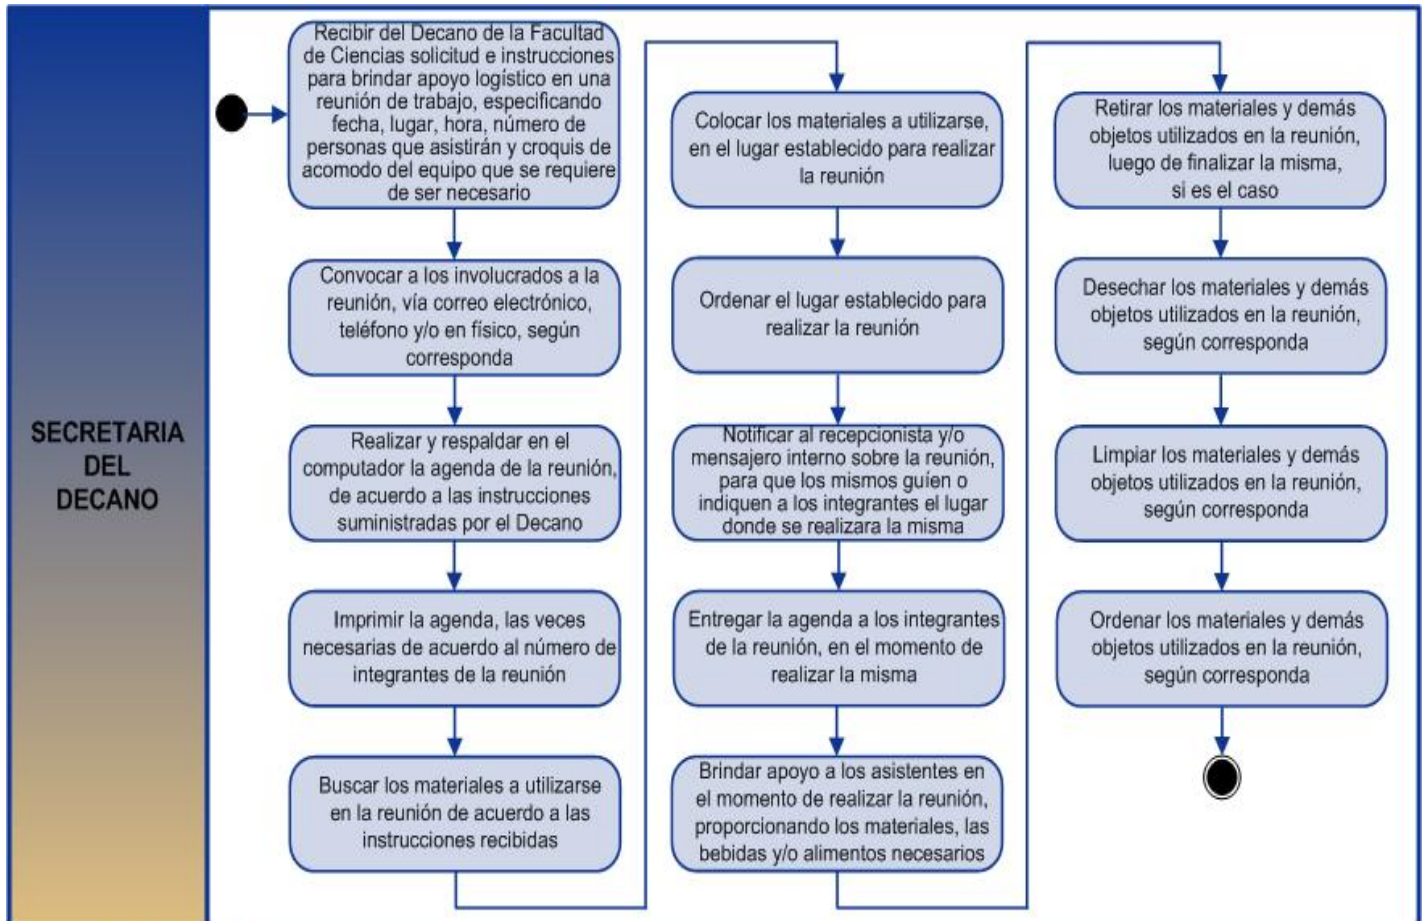 SECRETARIA
DEL
DECANO
Recibir del Decano de la Facultad
de Ciencias solicitud e instrucciones
para brindar apoyo logístico en una
reunión de trabajo, especificando
fecha, lugar, hora, número de
personas que asistirán y croquis de
acomodo del equipo que se requiere
de ser necesario
Convocar a los involucrados a la
reunión, vía correo electrónico,
teléfono y/o en físico, según
corresponda
Realizar y respaldar en el
computador la agenda de la reunión,
de acuerdo a las instrucciones
suministradas por el Decano
Imprimir la agenda, las veces
necesarias de acuerdo al número de
integrantes de la reunión
Buscar los materiales a utilizarse
en la reunión de acuerdo a las
instrucciones recibidas
Colocar los materiales a utilizarse,
en el lugar establecido para realizar
la reunión
Ordenar el lugar establecido para
realizar la reunión
Notificar al recepcionista y/o
mensajero interno sobre la reunión,
para que los mismos guíen o
indiquen a los integrantes el lugar
donde se realizara la misma
Entregar la agenda a los integrantes
de la reunión, en el momento de
realizar la misma
Brindar apoyo a los asistentes en
el momento de realizar la reunión,
proporcionando los materiales, las
bebidas y/o alimentos necesarios
Retirar los materiales y demás
objetos utilizados en la reunión,
luego de finalizar la misma,
si es el caso
Desechar los materiales y demás
objetos utilizados en la reunión,
según corresponda
Limpiar los materiales y demás
objetos utilizados en la reunión,
según corresponda
Ordenar los materiales y demás
objetos utilizados en la reunión,
según corresponda